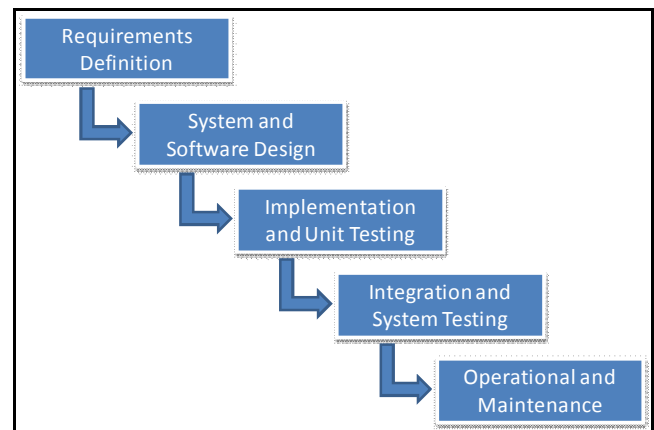 Requirements
Definition
System and
Software Design
Implementation
and Unit Testing
Integration and
System Testing
Operational and
Maintenance